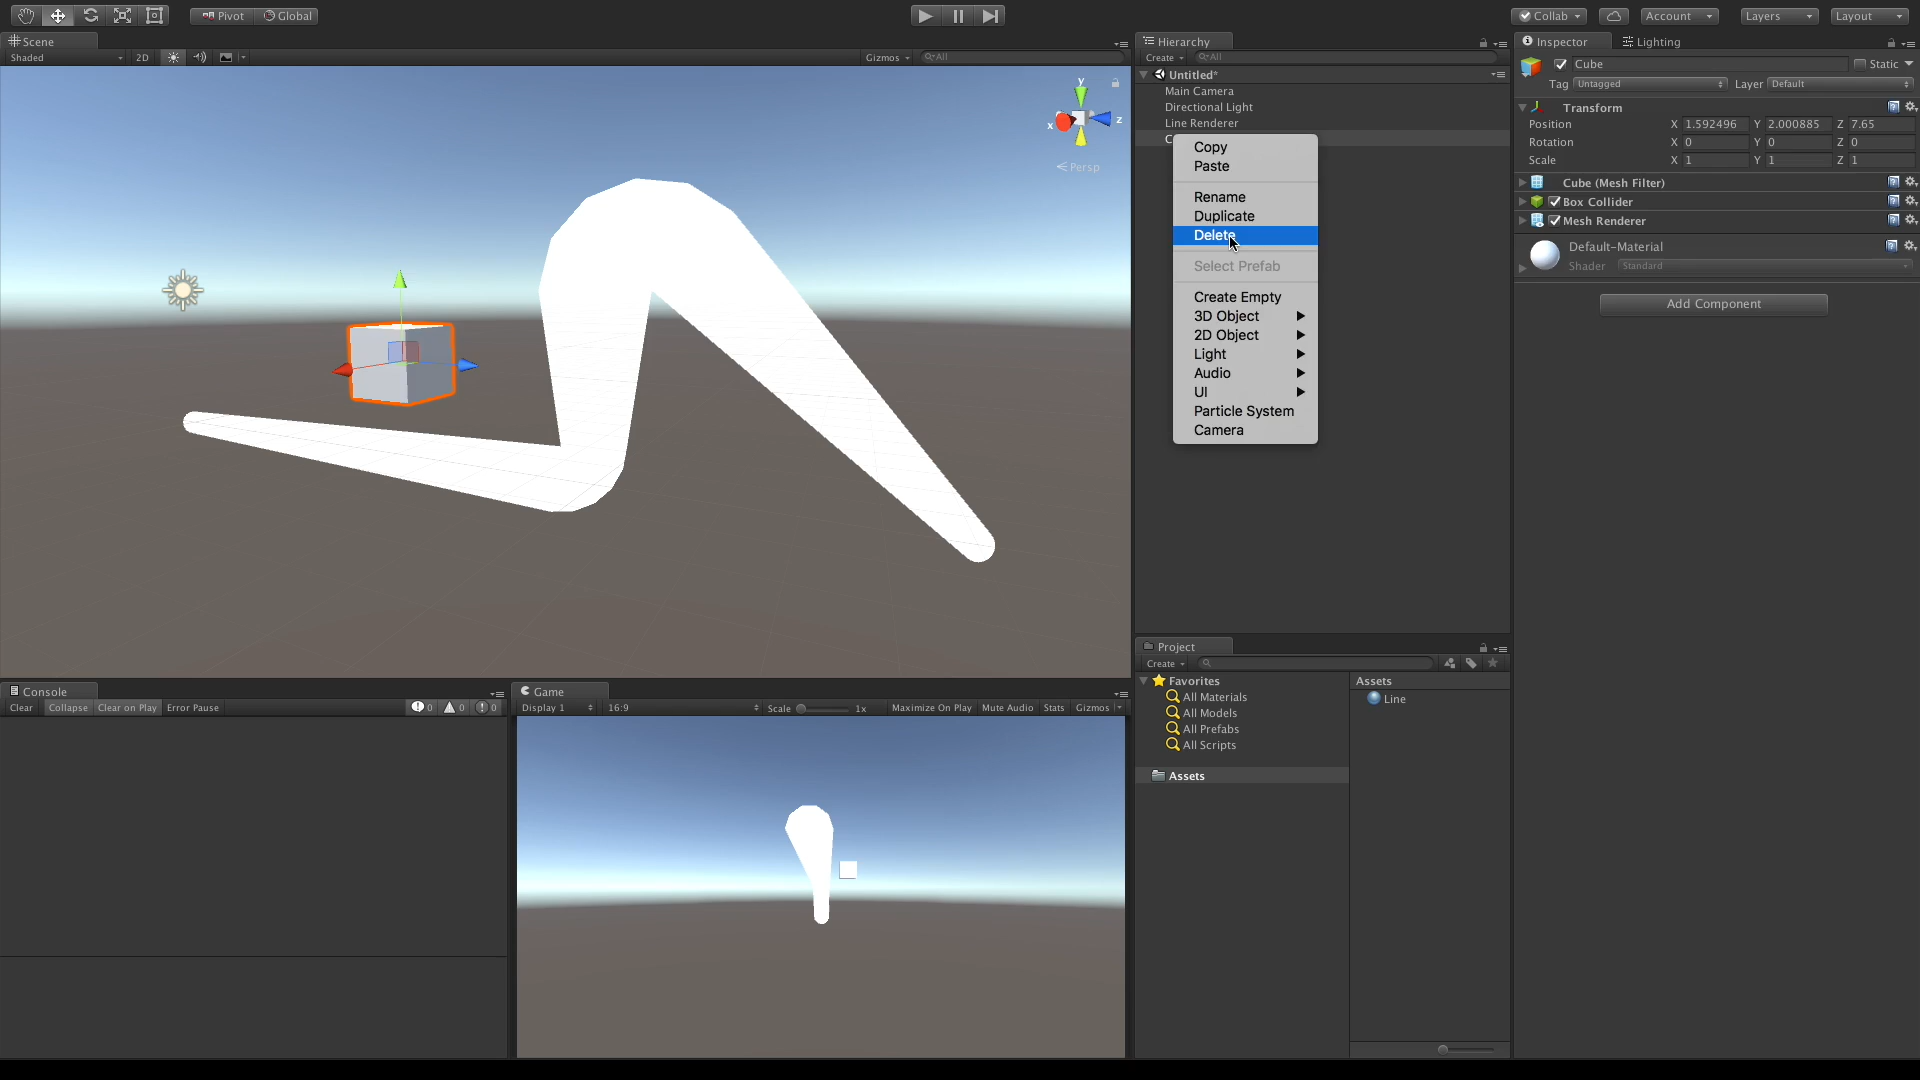 Pivot Global Collab Account Layers Layout
Scene
Shaded 2D Gizmos All
y
x z
Persp
Hierarchy
Create All
Untitled*
Main Camera
Directional Light
Line Renderer
C
Copy
Paste
Rename
Duplicate
Delete
Select Prefab
Create Empty
3D Object
2D Object
Light
Audio
UI
Particle System
Camera
Inspector Lighting
Cube Static
Tag Untagged Layer Default
Transform
Position X 1.592496 Y 2.000885 Z 7.65
Rotation X 0 Y 0 Z 0
Scale X 1 Y 1 Z 1
Cube (Mesh Filter)
Box Collider
Mesh Renderer
Default-Material
Shader Standard
Add Component
Console
Clear Collapse Clear on Play Error Pause 0 0 0
Game
Display 1 16:9 Scale 1x Maximize On Play Mute Audio Stats Gizmos
Project
Create
Favorites
All Materials
All Models
All Prefabs
All Scripts
Assets
Assets
Line